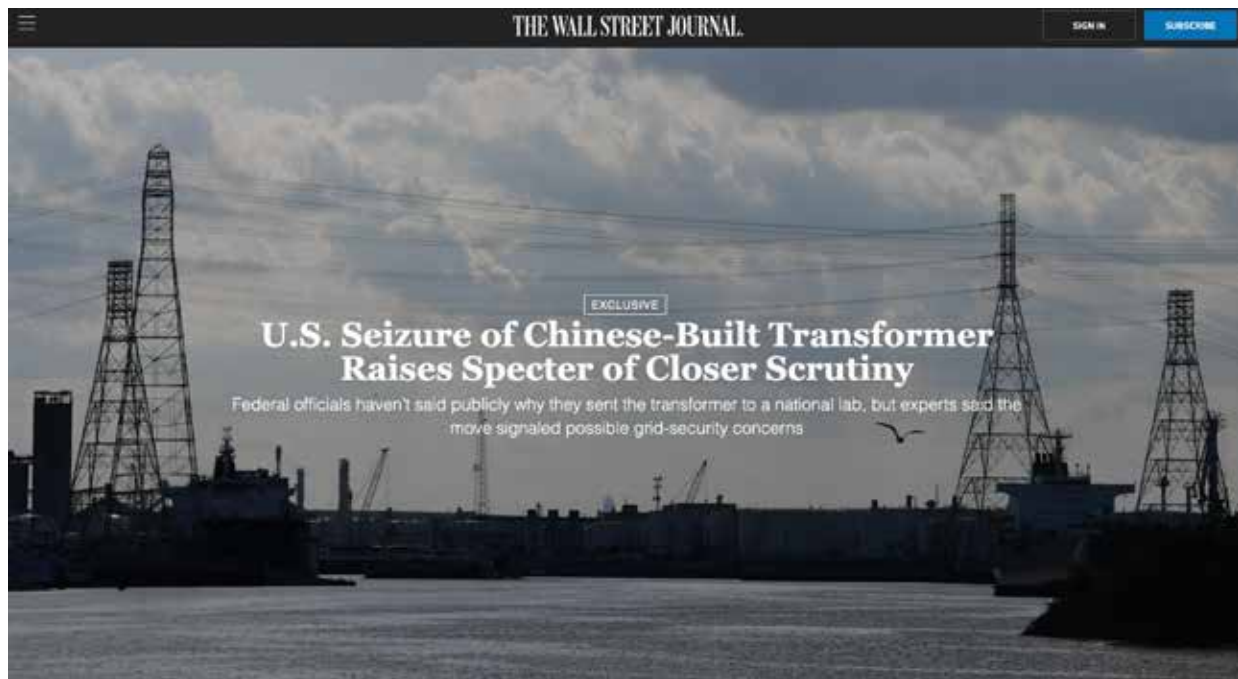 THE WALL STREET JOURNAL.
SIGN IN
SUBSCRIBE
EXCLUSIVE
U.S. Seizure of Chinese-Built Transformer
Raises Specter of Closer Scrutiny
Federal officials haven't said publicly why they sent the transformer to a national lab, but experts said the
move signaled possible grid-security concerns